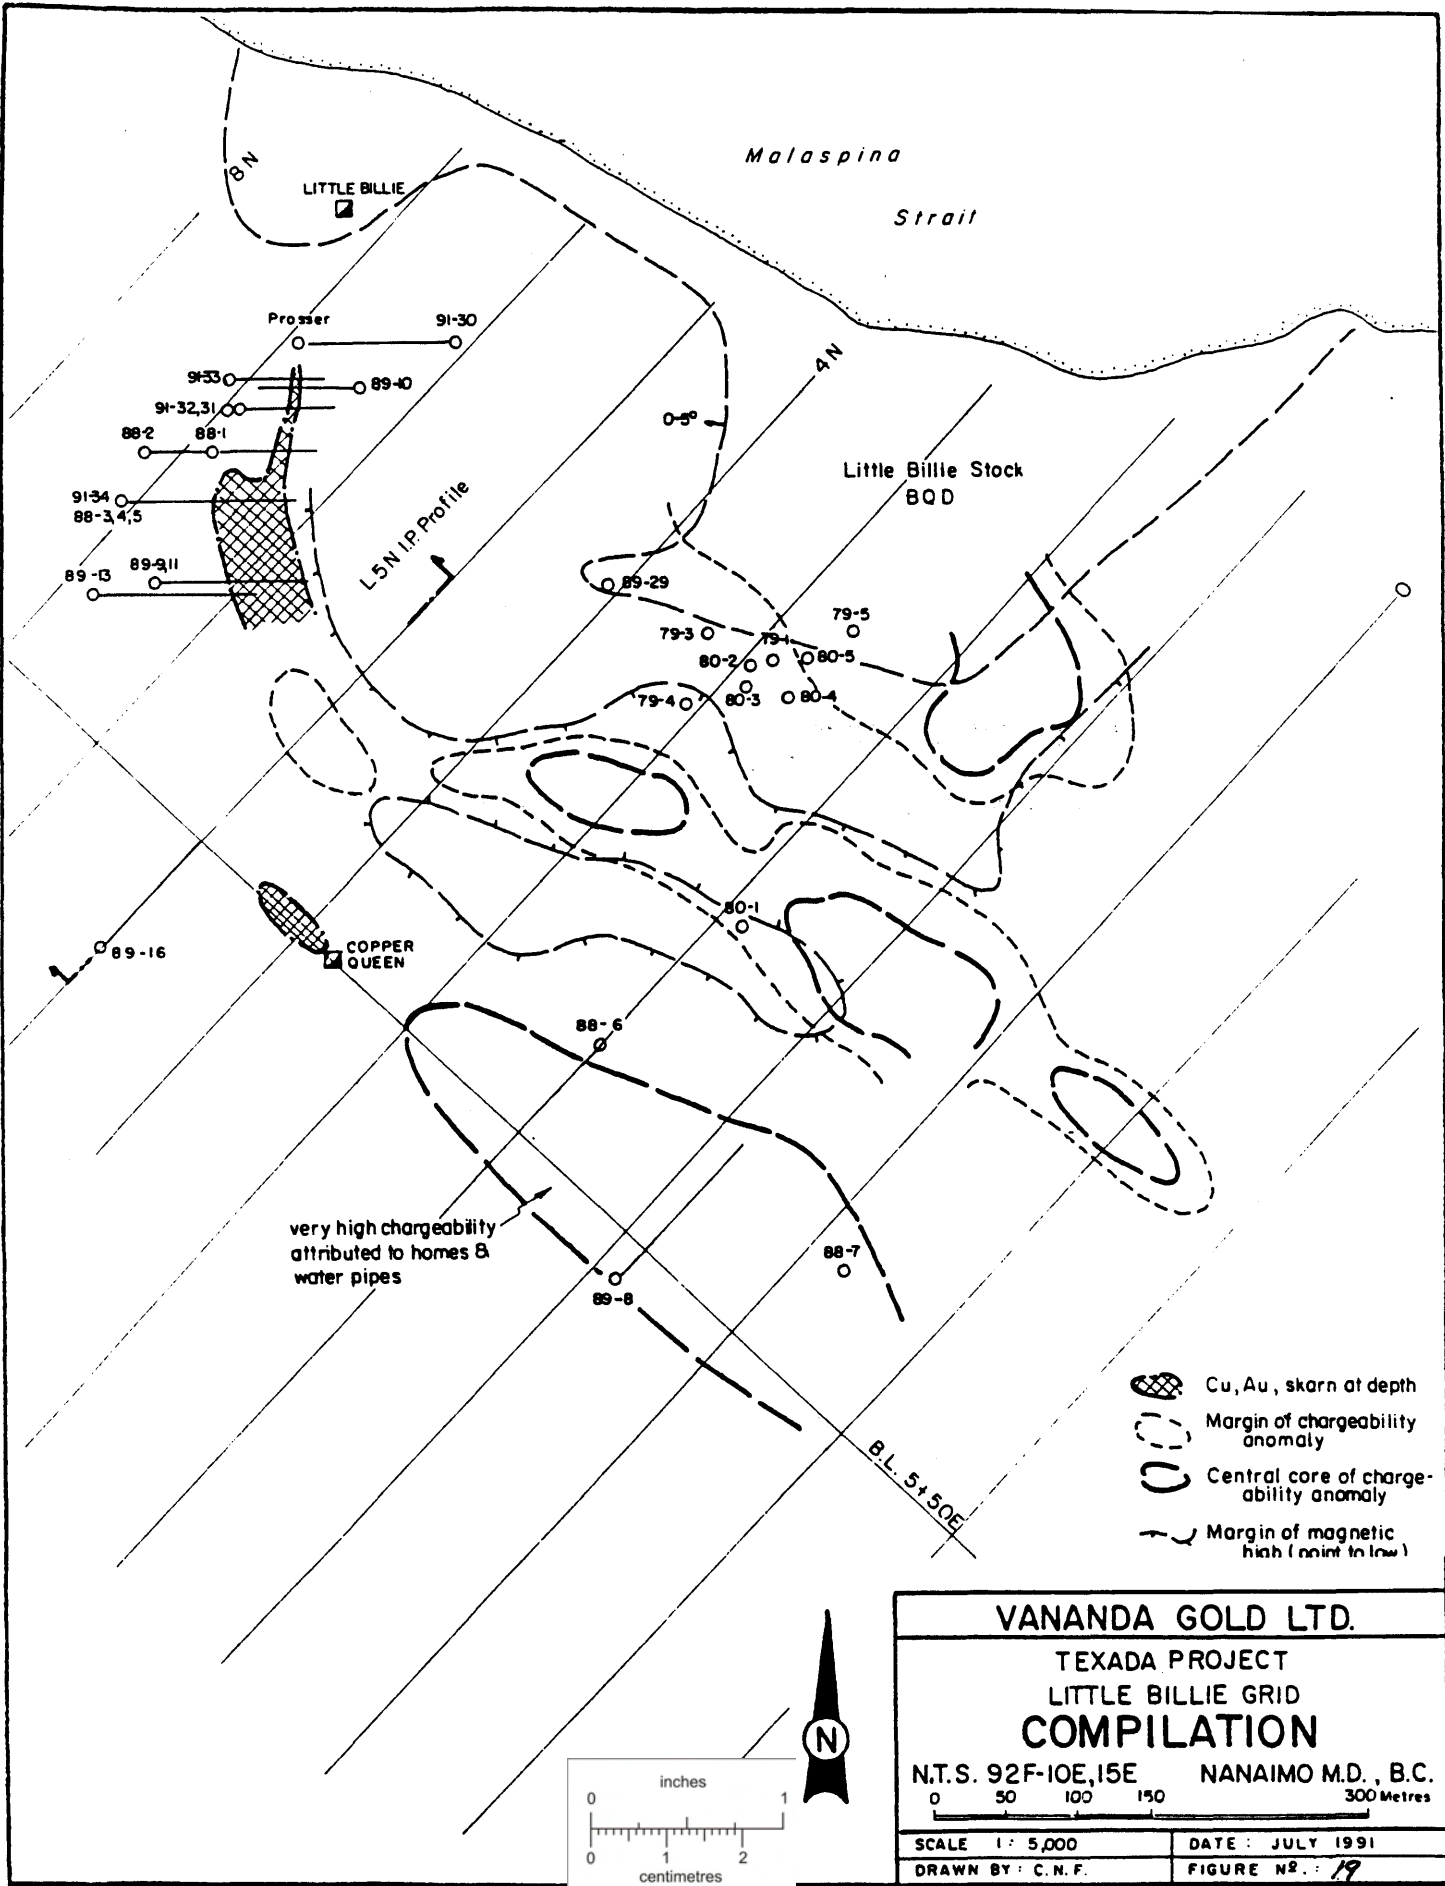 Malaspina
Strait
8 N
LITTLE BILLIE
Prosser
91-30
91-33
89-10
91-32,31
88-2
88-1
91-34
88-3,4,5
89-13
89-9,11
L.5N I.P. Profile
4 N
0-5°
Little Billie Stock
BQD
89-29
79-3
79-1
79-5
80-2
80-5
79-4
80-3
80-4
80-1
COPPER
QUEEN
89-16
88-6
very high chargeability
attributed to homes &
water pipes
89-8
88-7
B.L. 5+50E
Cu, Au, skarn at depth
Margin of chargeability
anomaly
Central core of charge-
ability anomaly
Margin of magnetic
high (point to low)
N
VANANDA GOLD LTD.
TEXADA PROJECT
LITTLE BILLIE GRID
COMPILATION
N.T.S. 92F-10E,15E NANAIMO M.D., B.C.
0 50 100 150 300 Metres
SCALE 1: 5,000 DATE: JULY 1991
DRAWN BY: C.N.F. FIGURE Nº.: 19
inches
0 1
0 1 2
centimetres